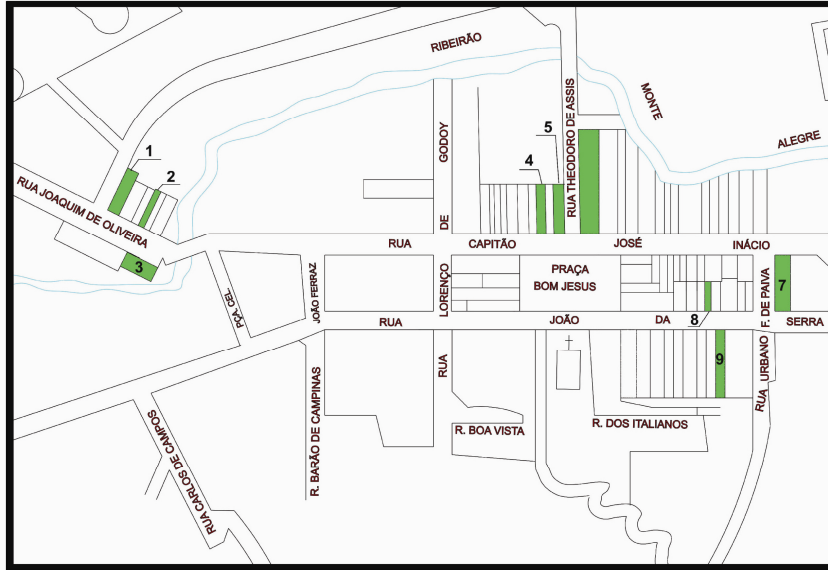 RIBEIRÃO
MONTE
ALEGRE
RUA THEODORO DE ASSIS
5
4
1
2
RUA JOAQUIM DE OLIVEIRA
3
RUA CAPITÃO JOSÉ INÁCIO
RUA LORENÇO DE GODOY
PRAÇA
BOM JESUS
PÇA CEL.
JOÃO FERRAZ
7
8
RUA JOÃO DA SERRA
9
RUA URBANO F. DE PAIVA
R. BARÃO DE CAMPINAS
R. BOA VISTA
R. DOS ITALIANOS
RUA CARLOS DE CAMPOS